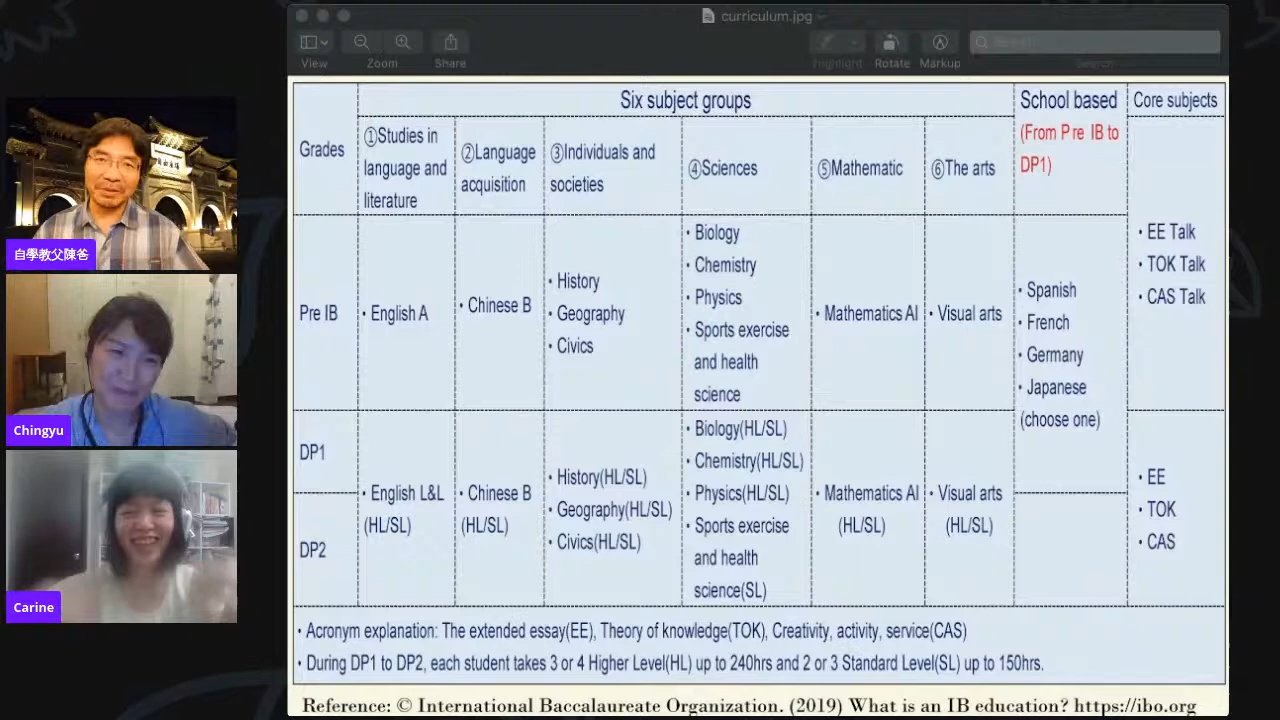 curriculum.jpg
View
Zoom
Share
Highlight
Rotate
Markup
Search
Grades
Six subject groups
School based
(From Pre IB to
DP1)
Core subjects
①Studies in
language and
literature
②Language
acquisition
③Individuals and
societies
④Sciences
⑤Mathematic
⑥The arts
Pre IB
• English A
• Chinese B
• History
• Geography
• Civics
• Biology
• Chemistry
• Physics
• Sports exercise
and health
science
• Mathematics AI
• Visual arts
• Spanish
• French
• Germany
• Japanese
(choose one)
• EE Talk
• TOK Talk
• CAS Talk
DP1
DP2
• English L&L
(HL/SL)
• Chinese B
(HL/SL)
• History(HL/SL)
• Geography(HL/SL)
• Civics(HL/SL)
• Biology(HL/SL)
• Chemistry(HL/SL)
• Physics(HL/SL)
• Sports exercise
and health
science(SL)
• Mathematics AI
(HL/SL)
• Visual arts
(HL/SL)
• EE
• TOK
• CAS
• Acronym explanation: The extended essay(EE), Theory of knowledge(TOK), Creativity, activity, service(CAS)
• During DP1 to DP2, each student takes 3 or 4 Higher Level(HL) up to 240hrs and 2 or 3 Standard Level(SL) up to 150hrs.
Reference: © International Baccalaureate Organization. (2019) What is an IB education? https://ibo.org
自學教父陳爸
Chingyu
Carine